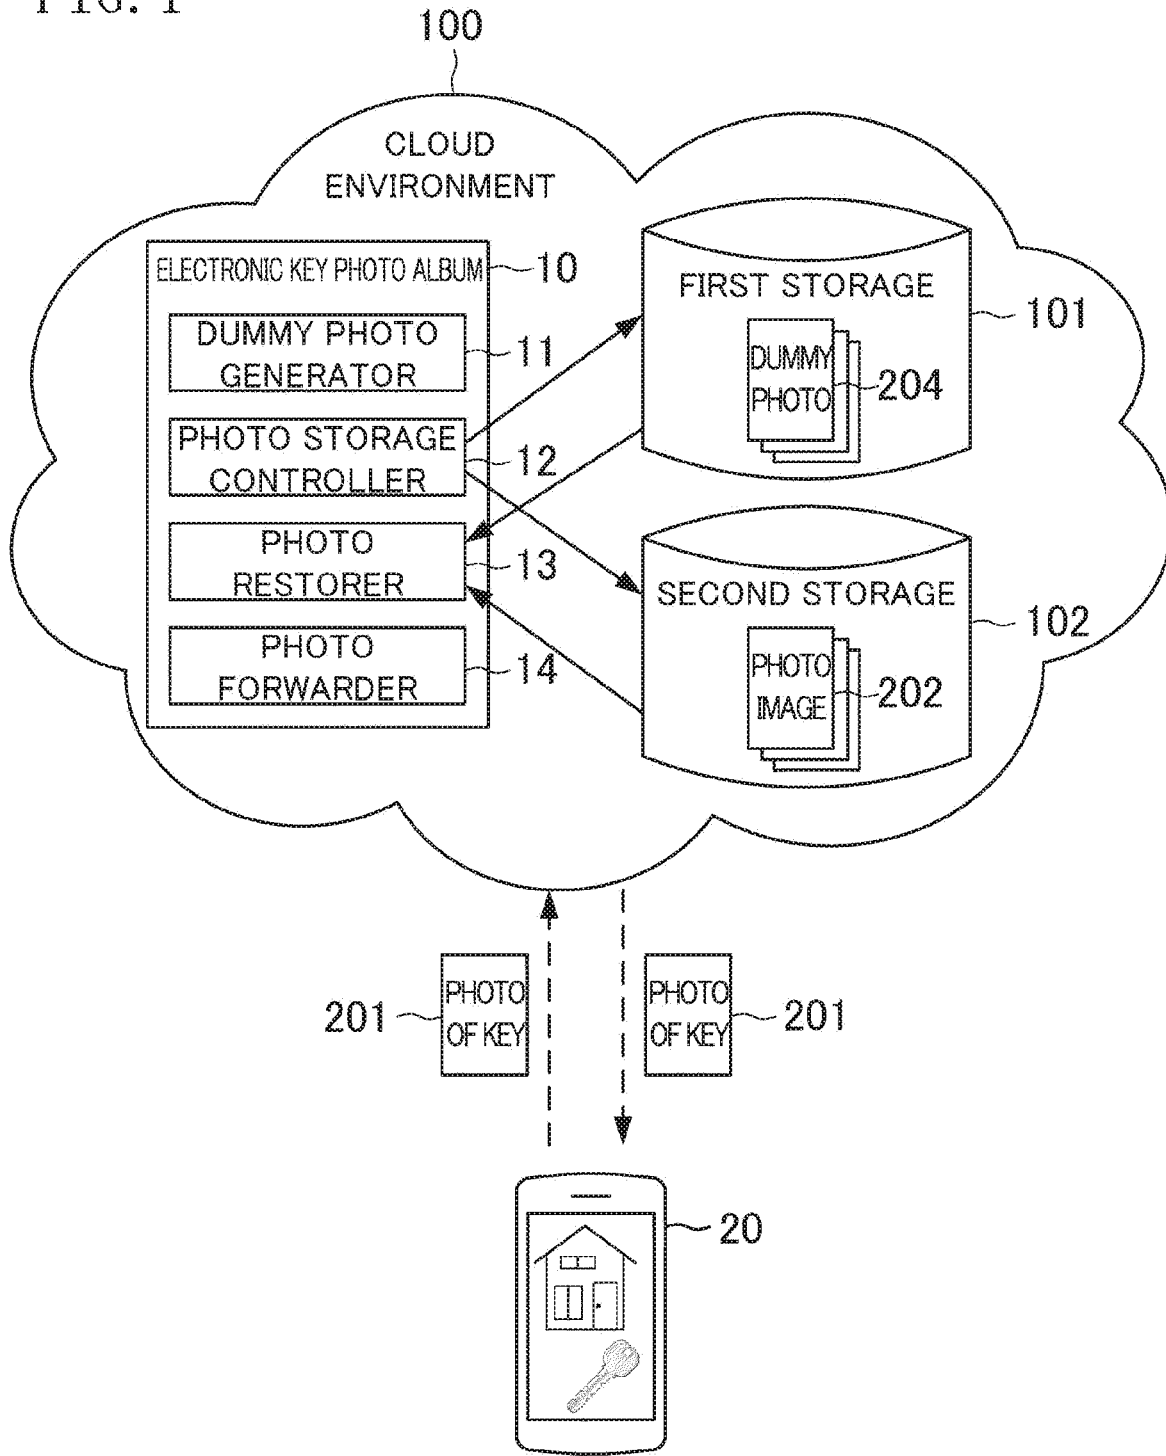 FIG. 1
100
CLOUD
ENVIRONMENT
ELECTRONIC KEY PHOTO ALBUM
10
DUMMY PHOTO
GENERATOR
11
PHOTO STORAGE
CONTROLLER
12
PHOTO
RESTORER
13
PHOTO
FORWARDER
14
FIRST STORAGE
101
DUMMY
PHOTO
204
SECOND STORAGE
102
PHOTO
IMAGE
202
201
PHOTO
OF KEY
PHOTO
OF KEY
201
20